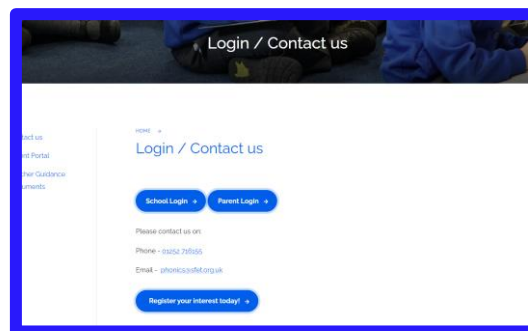 Login / Contact us
HOME →
Login / Contact us
School Login →
Parent Login →
Please contact us on:
Phone - 01252 716155
Email - phonics@sfet.org.uk
Register your interest today! →